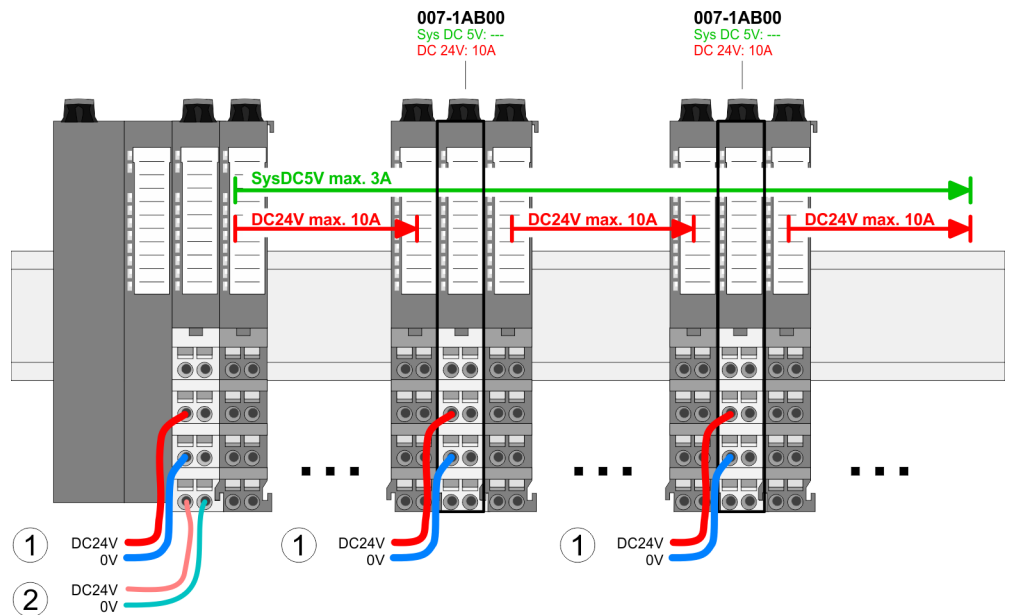 007-1AB00
Sys DC 5V: ---
DC 24V: 10A
007-1AB00
Sys DC 5V: ---
DC 24V: 10A
SysDC5V max. 3A
DC24V max. 10A
DC24V max. 10A
DC24V max. 10A
1
DC24V
0V
1
DC24V
0V
1
DC24V
0V
2
DC24V
0V